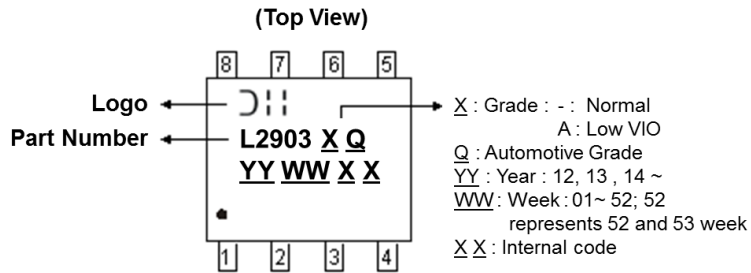 (Top View)
8 7 6 5
Logo
Part Number
L2903 X Q
YY WW X X
1 2 3 4
X : Grade : - : Normal
A : Low VIO
Q : Automotive Grade
YY : Year : 12, 13 , 14 ~
WW : Week : 01~ 52; 52
represents 52 and 53 week
X X : Internal code